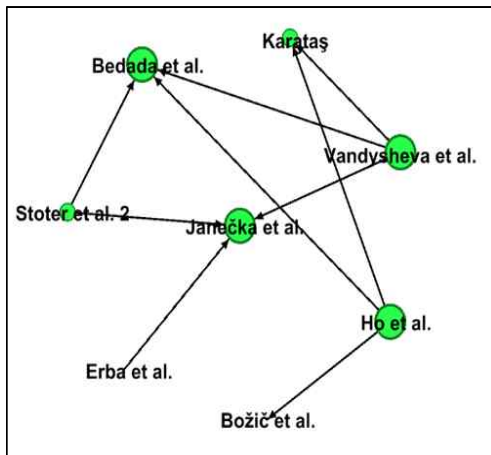 Karataş
Bedada et al.
Vandysheva et al.
Stoter et al. 2
Janečka et al.
Ho et al.
Erba et al.
Božič et al.